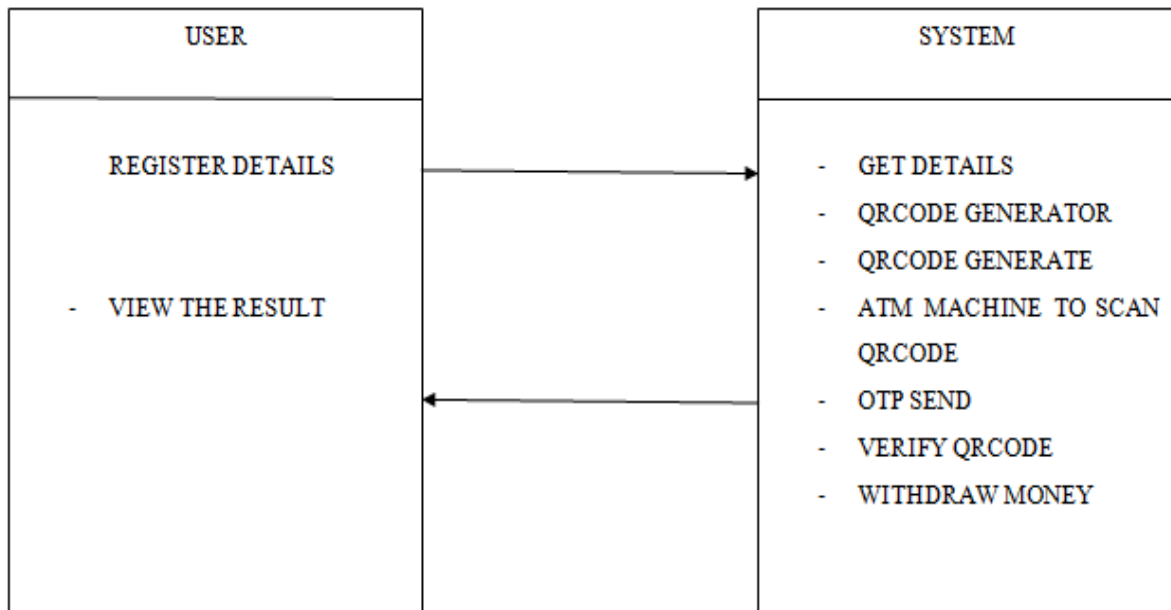 USER
REGISTER DETAILS
- VIEW THE RESULT
SYSTEM
- GET DETAILS
- QRCODE GENERATOR
- QRCODE GENERATE
- ATM MACHINE TO SCAN
QRCODE
- OTP SEND
- VERIFY QRCODE
- WITHDRAW MONEY